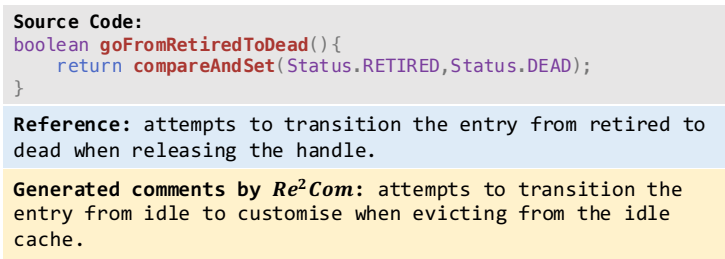 Source Code:
boolean goFromRetiredToDead(){
    return compareAndSet(Status.RETIRED,Status.DEAD);
}
Reference: attempts to transition the entry from retired to
dead when releasing the handle.
Generated comments by Re²Com: attempts to transition the
entry from idle to customise when evicting from the idle
cache.